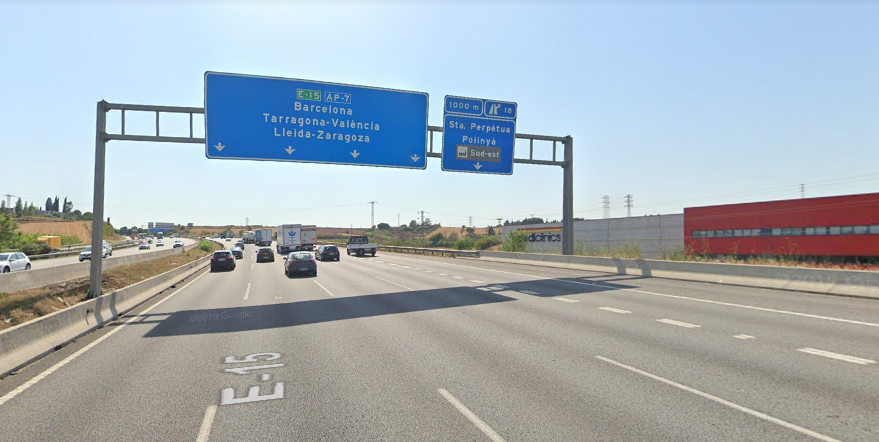 E-15 AP-7
Barcelona
Tarragona-València
Lleida-Zaragoza
1000 m 18
Sta. Perpètua
Polinyà
Sud-est
E-15
©2019 Google